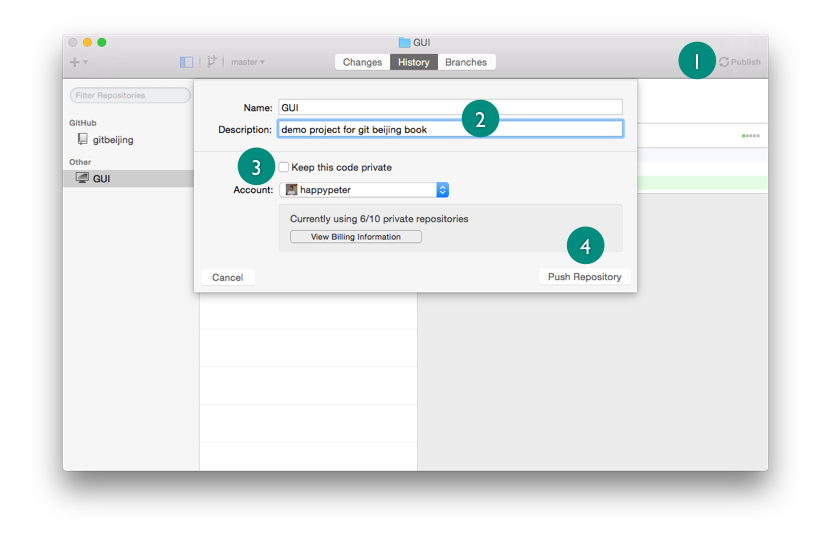 GUI
master
Changes History Branches
1
Publish
Filter Repositories
GitHub
gitbeijing
Other
GUI
Name: GUI
2
Description: demo project for git beijing book
3
Keep this code private
Account: happypeter
Currently using 6/10 private repositories
View Billing Information
4
Cancel
Push Repository